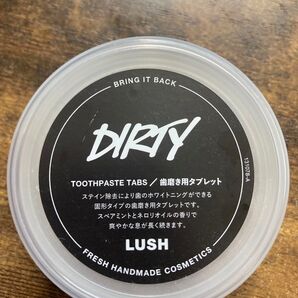 BRING IT BACK
DIRTY
TOOTHPASTE TABS／歯磨き用タブレット
ステイン除去により歯のホワイトニングができる
固形タイプの歯磨き用タブレットです。
スペアミントとネロリオイルの香りで
爽やかな息が長く続きます。
LUSH
FRESH HANDMADE COSMETICS